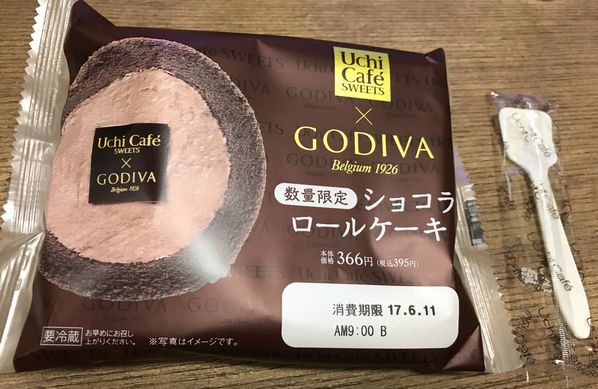 Uchi
Café
SWEETS
×
GODIVA
Belgium 1926
数量限定 ショコラ
ロールケーキ
本体価格 366円(税込395円)
Uchi Café
SWEETS
×
GODIVA
Belgium 1926
消費期限 17.6.11
AM9:00 B
要冷蔵 お早めにお召し上がりください。
※写真はイメージです。
Uchi Café